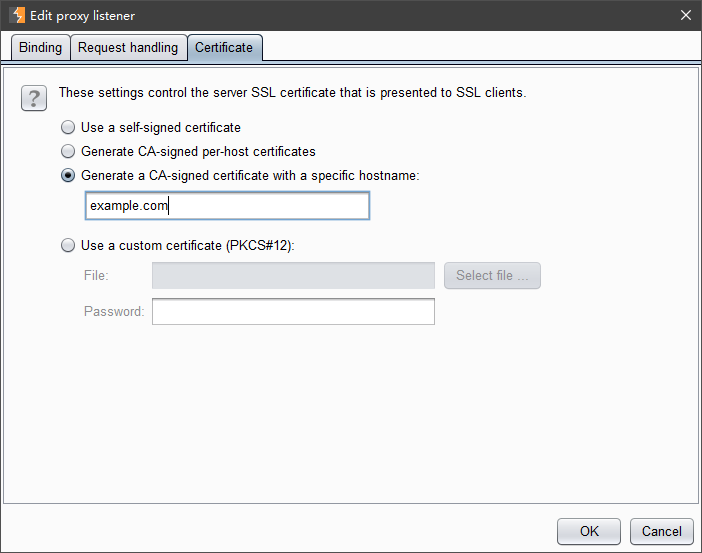 Edit proxy listener
Binding Request handling Certificate
? These settings control the server SSL certificate that is presented to SSL clients.
Use a self-signed certificate
Generate CA-signed per-host certificates
Generate a CA-signed certificate with a specific hostname:
example.com
Use a custom certificate (PKCS#12):
File: Select file ...
Password:
OK Cancel